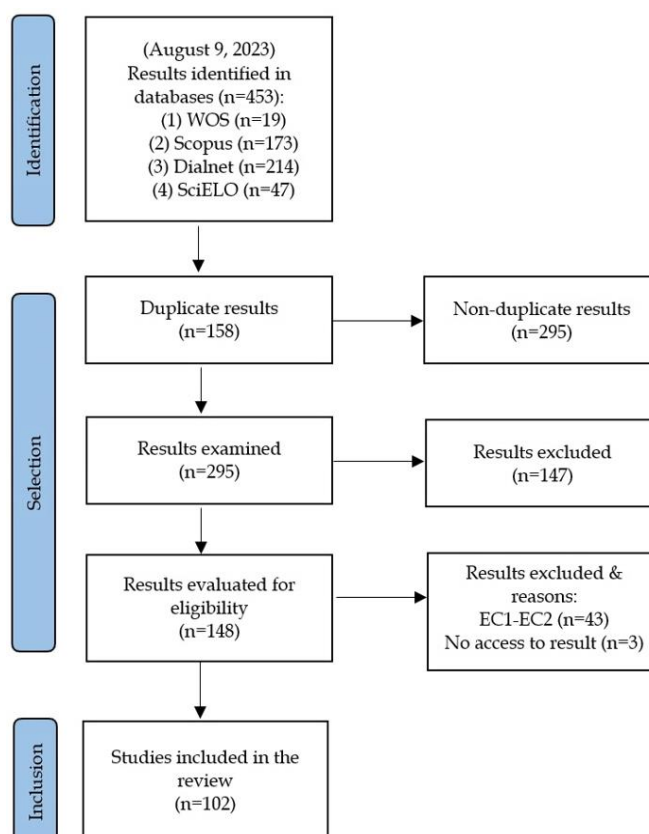 Identification
(August 9, 2023)
Results identified in
databases (n=453):
(1) WOS (n=19)
(2) Scopus (n=173)
(3) Dialnet (n=214)
(4) SciELO (n=47)
Selection
Duplicate results
(n=158)
Non-duplicate results
(n=295)
Results examined
(n=295)
Results excluded
(n=147)
Results evaluated for
eligibility
(n=148)
Results excluded &
reasons:
EC1-EC2 (n=43)
No access to result (n=3)
Inclusion
Studies included in the
review
(n=102)